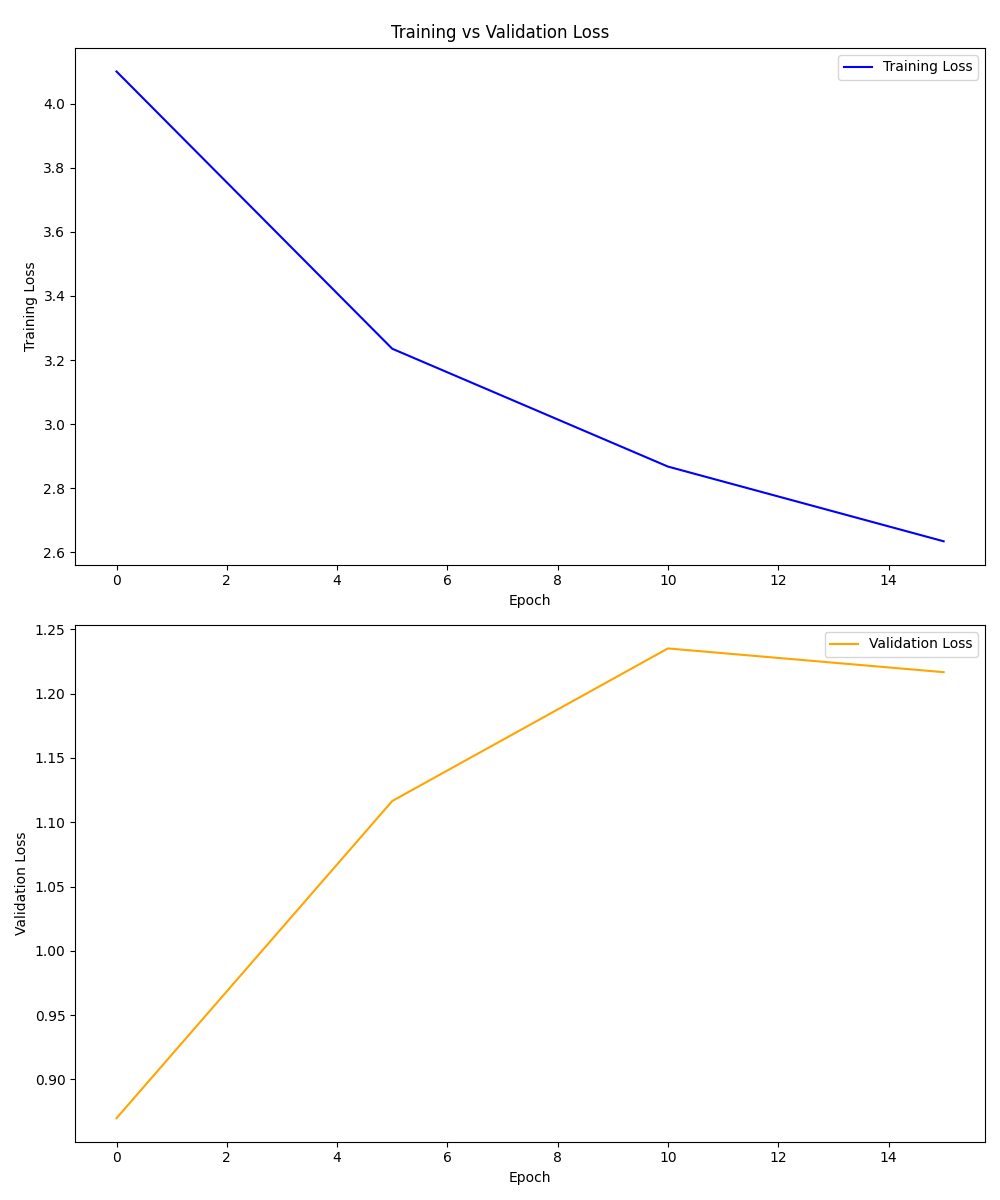 Training vs Validation Loss
Training Loss
4.0
3.8
3.6
3.4
3.2
3.0
2.8
2.6
Training Loss
0 2 4 6 8 10 12 14
Epoch
Validation Loss
1.25
1.20
1.15
1.10
1.05
1.00
0.95
0.90
Validation Loss
0 2 4 6 8 10 12 14
Epoch